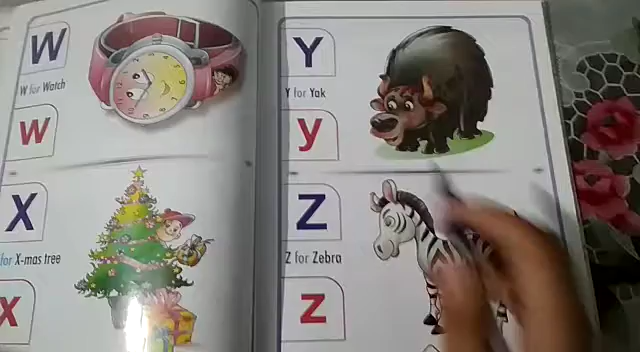 W
W for Watch
w
X
for X-mas tree
x
Y
Y for Yak
y
Z
Z for Zebra
z